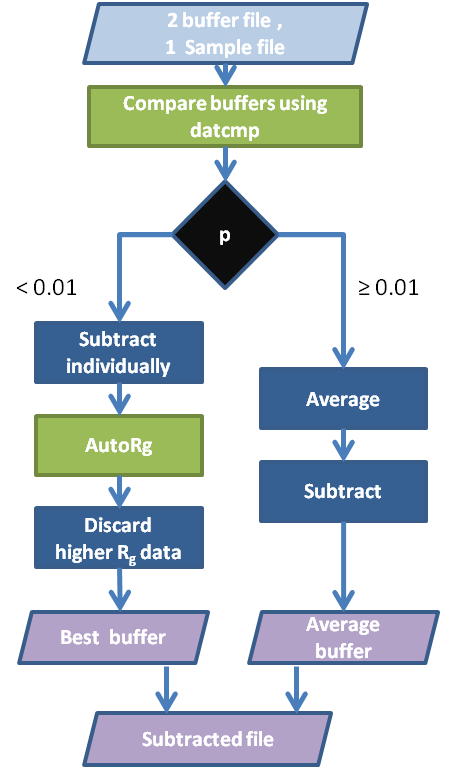 2 buffer file ,
1 Sample file
Compare buffers using
datcmp
p
< 0.01
≥ 0.01
Subtract
individually
Average
AutoRg
Subtract
Discard
higher Rg data
Best buffer
Average
buffer
Subtracted file